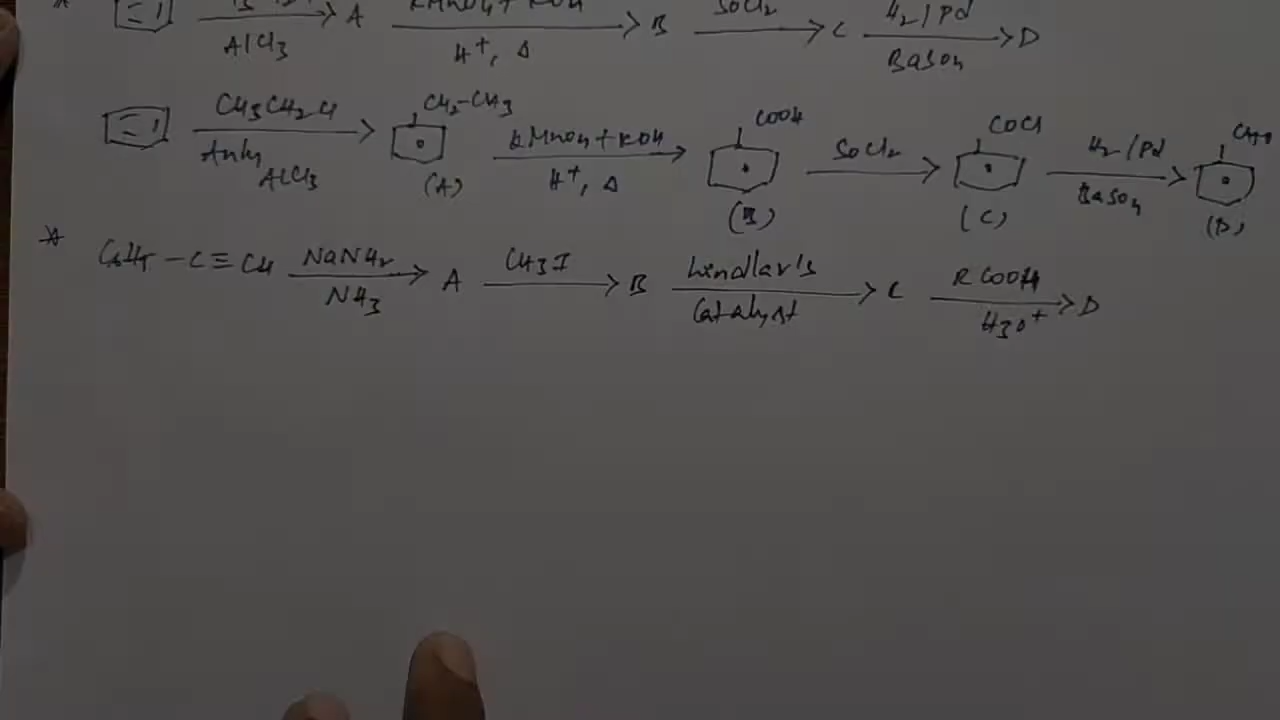 AlCl3 A KMnO4 + KOH H+, Δ B SOCl2 C H2/Pd BaSO4 D
CH3CH2Cl Anhy AlCl3 CH2-CH3 (A) KMnO4 + KOH H+, Δ COOH (B) SOCl2 COCl (C) H2/Pd BaSO4 (D)
* C6H5 - C≡CH NaNH2 NH3 A CH3I B Lindlar's Catalyst C RCOOH H3O+ D